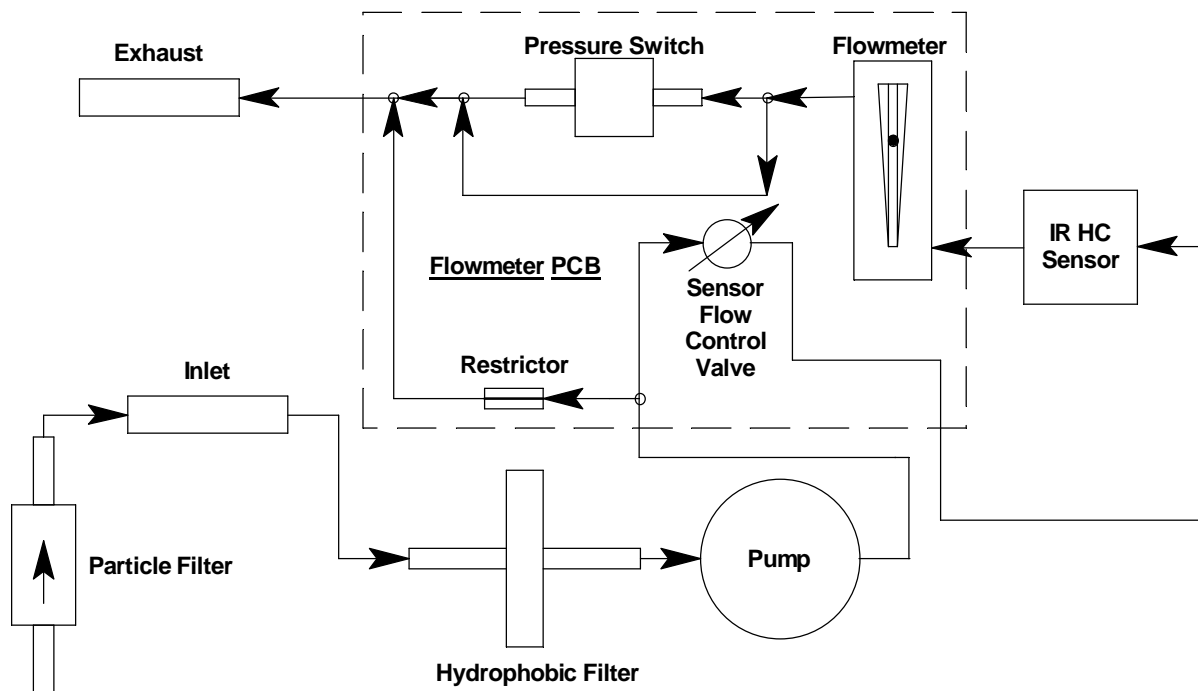 Exhaust
Pressure Switch
Flowmeter
IR HC
Sensor
Flowmeter PCB
Sensor
Flow
Control
Valve
Restrictor
Inlet
Particle Filter
Pump
Hydrophobic Filter